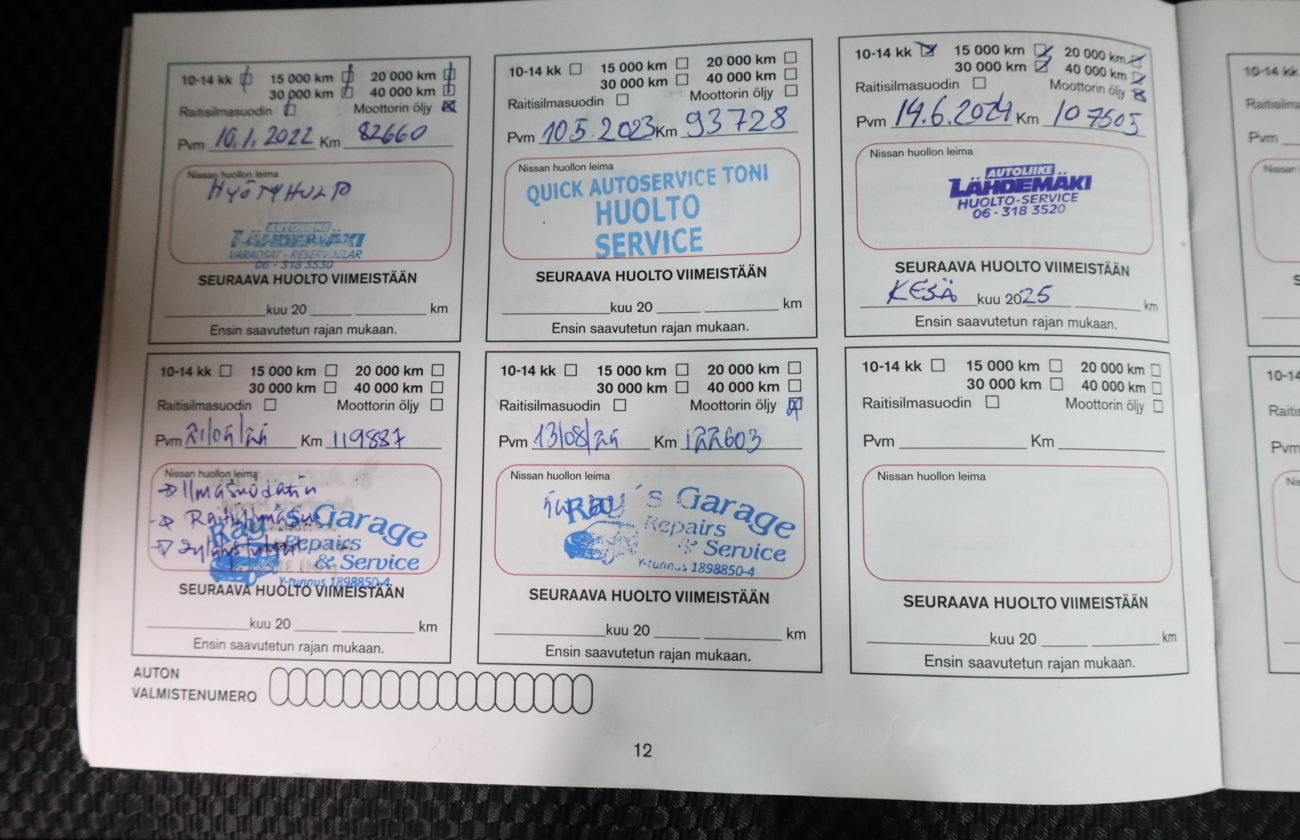 10-14 kk 15 000 km 20 000 km
30 000 km 40 000 km
Raitisilmasuodin Moottorin öljy
Pvm 10.1.2022 Km 82660
Nissan huollon leima
HYÖTYHUOLTO
AUTOLIIKE
LÄHDEMÄKI
VARAOSAT - RESERVDELAR
06 - 318 3530
SEURAAVA HUOLTO VIIMEISTÄÄN
kuu 20 km
Ensin saavutetun rajan mukaan.
10-14 kk 15 000 km 20 000 km
30 000 km 40 000 km
Raitisilmasuodin Moottorin öljy
Pvm 10.5.2023 Km 93728
Nissan huollon leima
QUICK AUTOSERVICE TONI
HUOLTO
SERVICE
SEURAAVA HUOLTO VIIMEISTÄÄN
kuu 20 km
Ensin saavutetun rajan mukaan.
10-14 kk 15 000 km 20 000 km
30 000 km 40 000 km
Raitisilmasuodin Moottorin öljy
Pvm 14.6.2024 Km 107505
Nissan huollon leima
AUTOLIIKE
LÄHDEMÄKI
HUOLTO-SERVICE
06 - 318 3520
SEURAAVA HUOLTO VIIMEISTÄÄN
KESÄ kuu 2025 km
Ensin saavutetun rajan mukaan.
10-14 kk 15 000 km 20 000 km
30 000 km 40 000 km
Raitisilmasuodin Moottorin öljy
Pvm Km 119887
Nissan huollon leima
Ray´s Garage
Repairs
& Service
Y-tunnus 1898850-4
SEURAAVA HUOLTO VIIMEISTÄÄN
kuu 20 km
Ensin saavutetun rajan mukaan.
10-14 kk 15 000 km 20 000 km
30 000 km 40 000 km
Raitisilmasuodin Moottorin öljy
Pvm Km 122603
Nissan huollon leima
Ray´s Garage
Repairs
& Service
Y-tunnus 1898850-4
SEURAAVA HUOLTO VIIMEISTÄÄN
kuu 20 km
Ensin saavutetun rajan mukaan.
10-14 kk 15 000 km 20 000 km
30 000 km 40 000 km
Raitisilmasuodin Moottorin öljy
Pvm Km
Nissan huollon leima
SEURAAVA HUOLTO VIIMEISTÄÄN
kuu 20 km
Ensin saavutetun rajan mukaan.
AUTON
VALMISTENUMERO
12